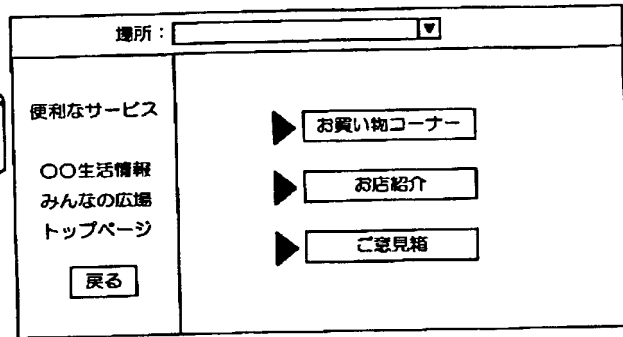 場所：
便利なサービス
〇〇生活情報
みんなの広場
トップページ
戻る
お買い物コーナー
お店紹介
ご意見箱